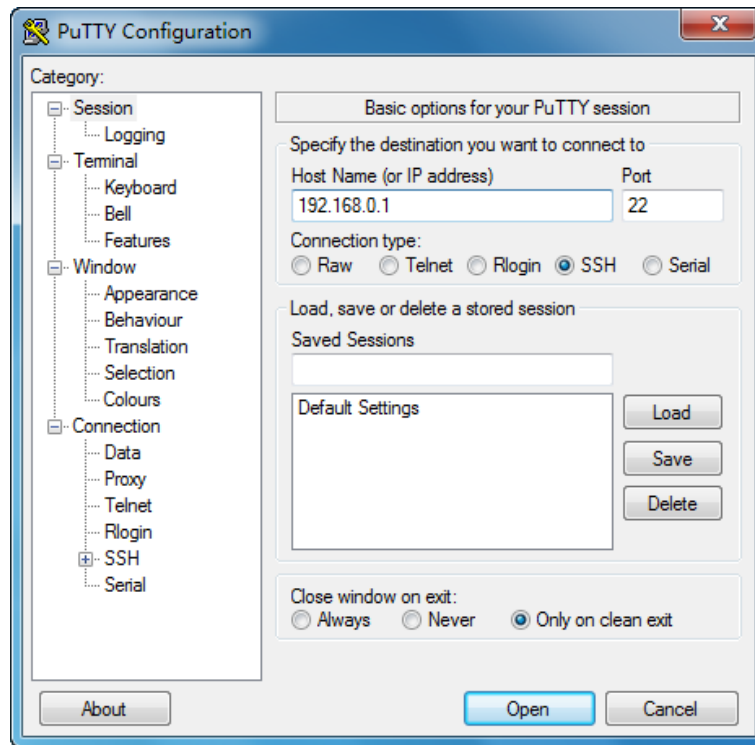 PuTTY Configuration
Category:
Session
Logging
Terminal
Keyboard
Bell
Features
Window
Appearance
Behaviour
Translation
Selection
Colours
Connection
Data
Proxy
Telnet
Rlogin
SSH
Serial
Basic options for your PuTTY session
Specify the destination you want to connect to
Host Name (or IP address) Port
192.168.0.1 22
Connection type:
Raw Telnet Rlogin SSH Serial
Load, save or delete a stored session
Saved Sessions
Default Settings
Load
Save
Delete
Close window on exit:
Always Never Only on clean exit
About Open Cancel